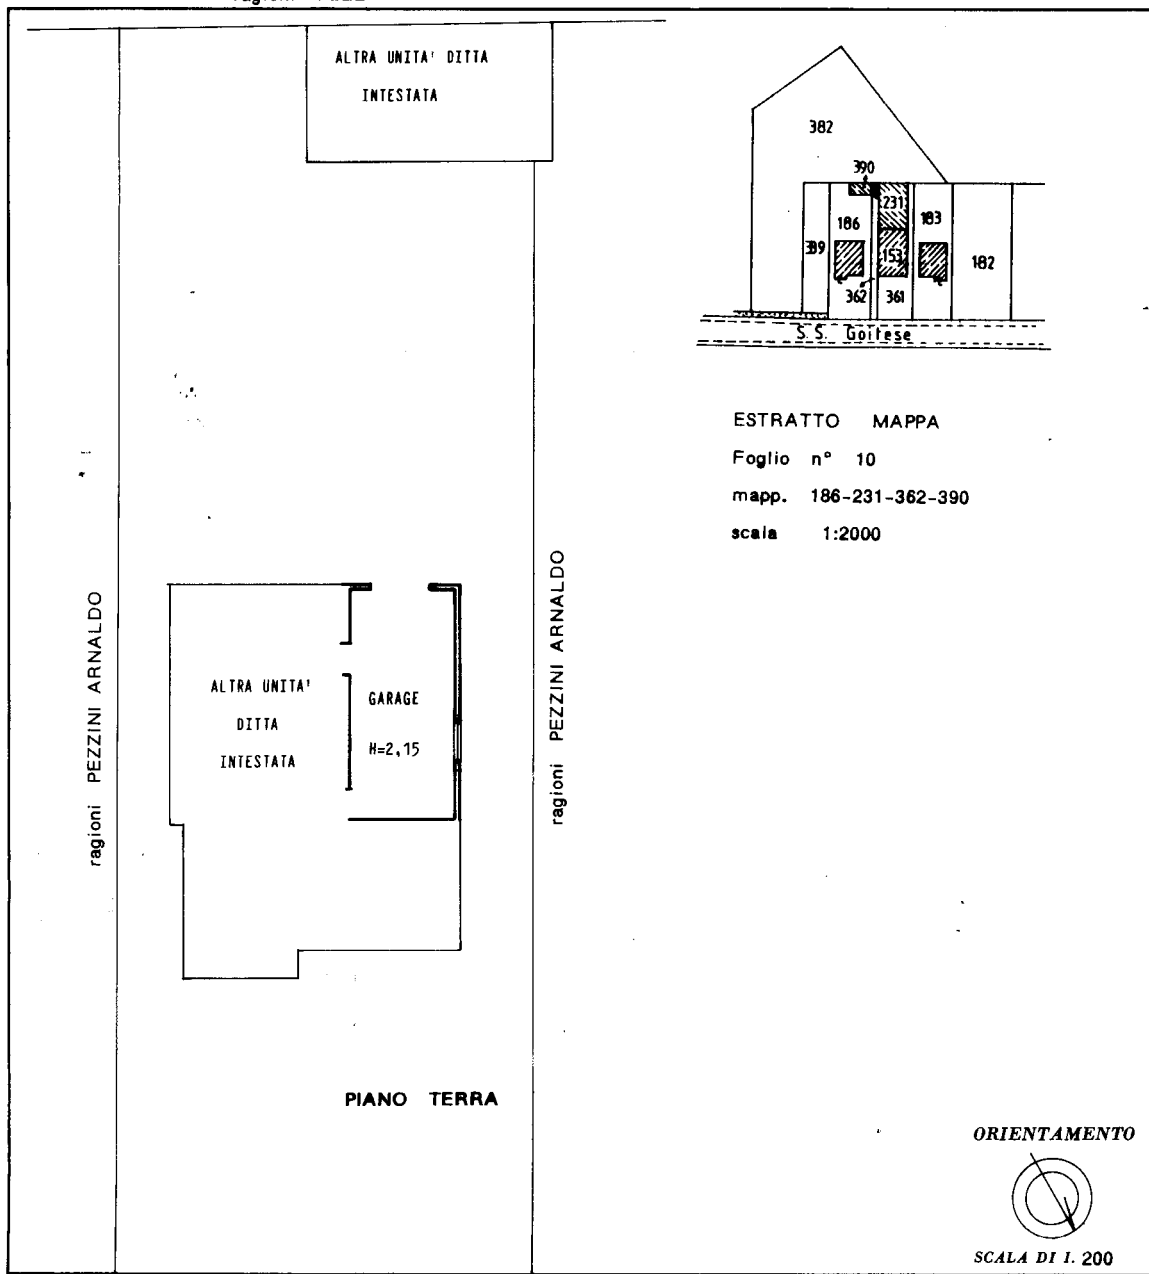 ragioni
ALTRA UNITA' DITTA
INTESTATA
382
390
231
186
183
389
153
182
362
361
S.S. Goitese
ESTRATTO MAPPA
Foglio n° 10
mapp. 186-231-362-390
scala 1:2000
ragioni PEZZINI ARNALDO
ALTRA UNITA'
DITTA
INTESTATA
GARAGE
H=2,15
ragioni PEZZINI ARNALDO
PIANO TERRA
ORIENTAMENTO
SCALA DI 1. 200